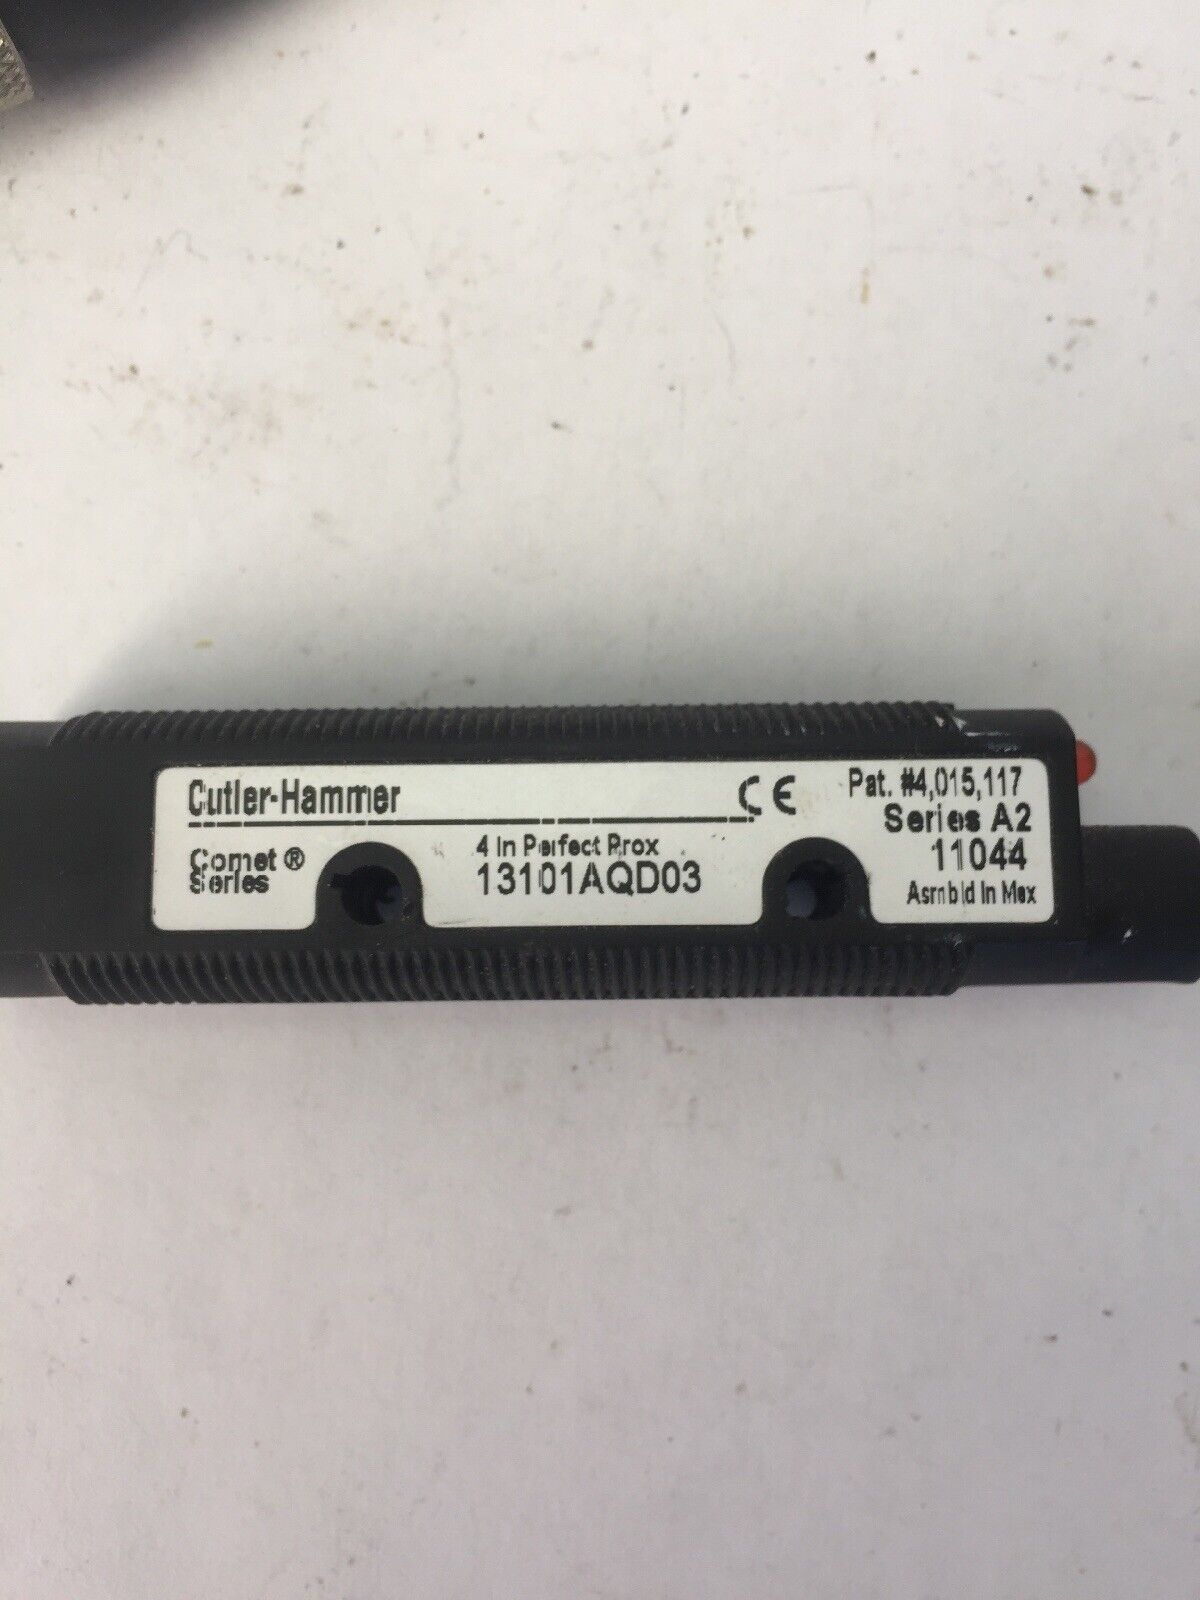 Cutler-Hammer
CE
Pat. #4,015,117
Series A2
Comet ®
Series
4 In Perfect Prox
13101AQD03
11044
Asmbld In Mex